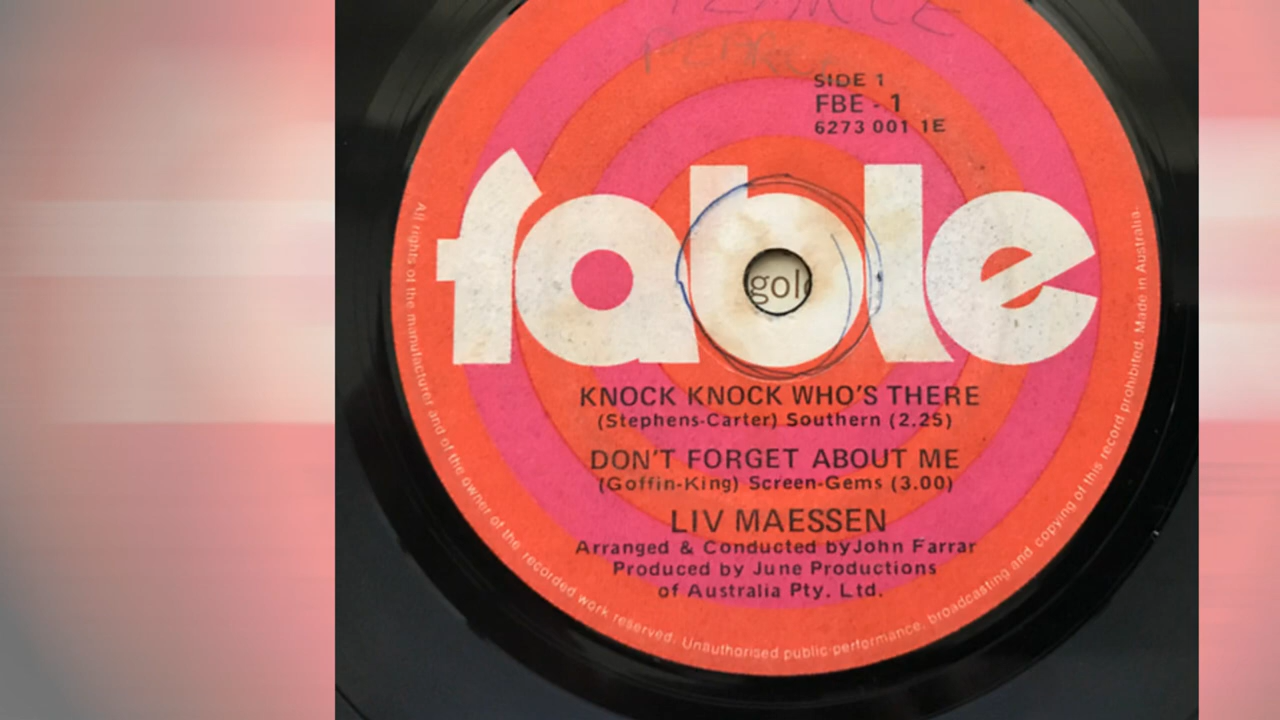 PEARCE
PEARCE
SIDE 1
FBE - 1
6273 001 1E
fable
gol
KNOCK KNOCK WHO'S THERE
(Stephens-Carter) Southern (2.25)
DON'T FORGET ABOUT ME
(Goffin-King) Screen-Gems (3.00)
LIV MAESSEN
Arranged & Conducted byJohn Farrar
Produced by June Productions
of Australia Pty. Ltd.
All rights of the manufacturer and of the owner of the recorded work reserved. Unauthorised public performance, broadcasting and copying of this record prohibited. Made in Australia.